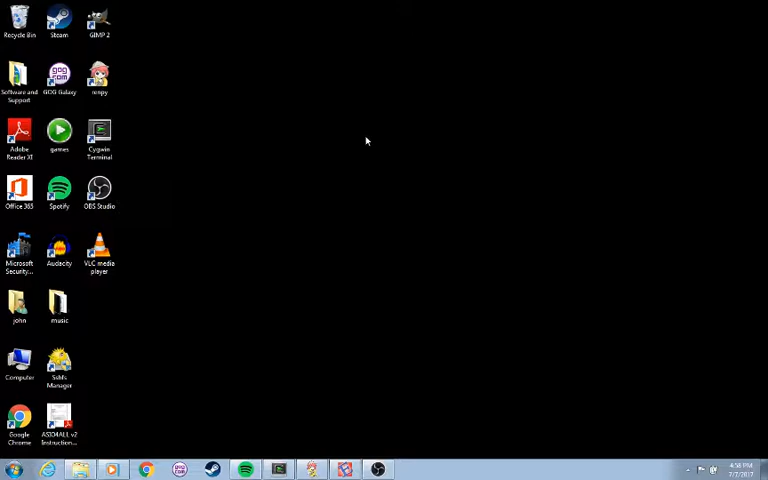 Recycle Bin
Steam
GIMP 2
Software and
Support
GOG Galaxy
renpy
Adobe
Reader XI
games
Cygwin
Terminal
Office 365
Spotify
OBS Studio
Microsoft
Security...
Audacity
VLC media
player
john
music
Computer
Sshfs
Manager
Google
Chrome
ASIO4ALL v2
Instruction...
4:58 PM
7/7/2017